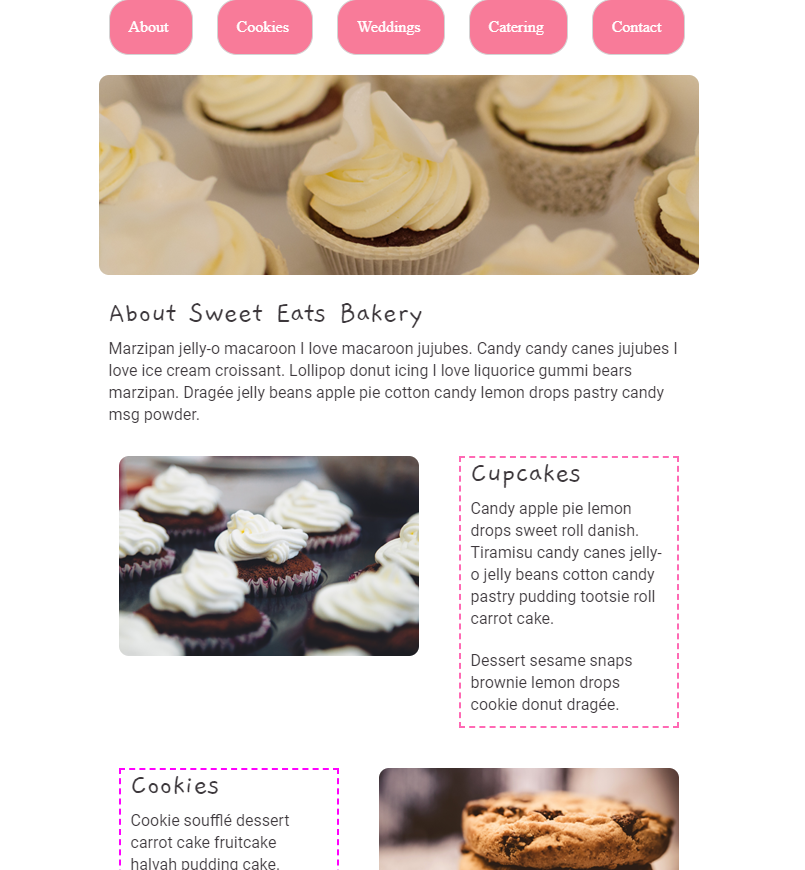 About
Cookies
Weddings
Catering
Contact
About Sweet Eats Bakery
Marzipan jelly-o macaroon I love macaroon jujubes. Candy candy canes jujubes I
love ice cream croissant. Lollipop donut icing I love liquorice gummi bears
marzipan. Dragée jelly beans apple pie cotton candy lemon drops pastry candy
msg powder.
Cupcakes
Candy apple pie lemon
drops sweet roll danish.
Tiramisu candy canes jelly-
o jelly beans cotton candy
pastry pudding tootsie roll
carrot cake.
Dessert sesame snaps
brownie lemon drops
cookie donut dragée.
Cookies
Cookie soufflé dessert
carrot cake fruitcake
halvah pudding cake.